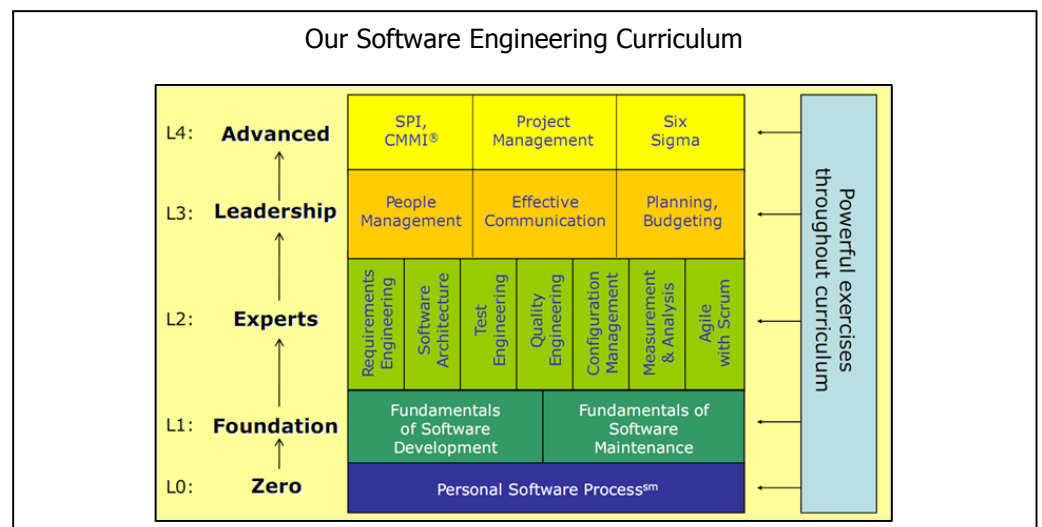 Our Software Engineering Curriculum
L4: Advanced
SPI,
CMMI®
Project
Management
Six
Sigma
L3: Leadership
People
Management
Effective
Communication
Planning,
Budgeting
L2: Experts
Requirements
Engineering
Software
Architecture
Test
Engineering
Quality
Engineering
Configuration
Management
Measurement
& Analysis
Agile
with Scrum
L1: Foundation
Fundamentals
of Software
Development
Fundamentals of
Software
Maintenance
L0: Zero
Personal Software Processsm
Powerful exercises
throughout curriculum